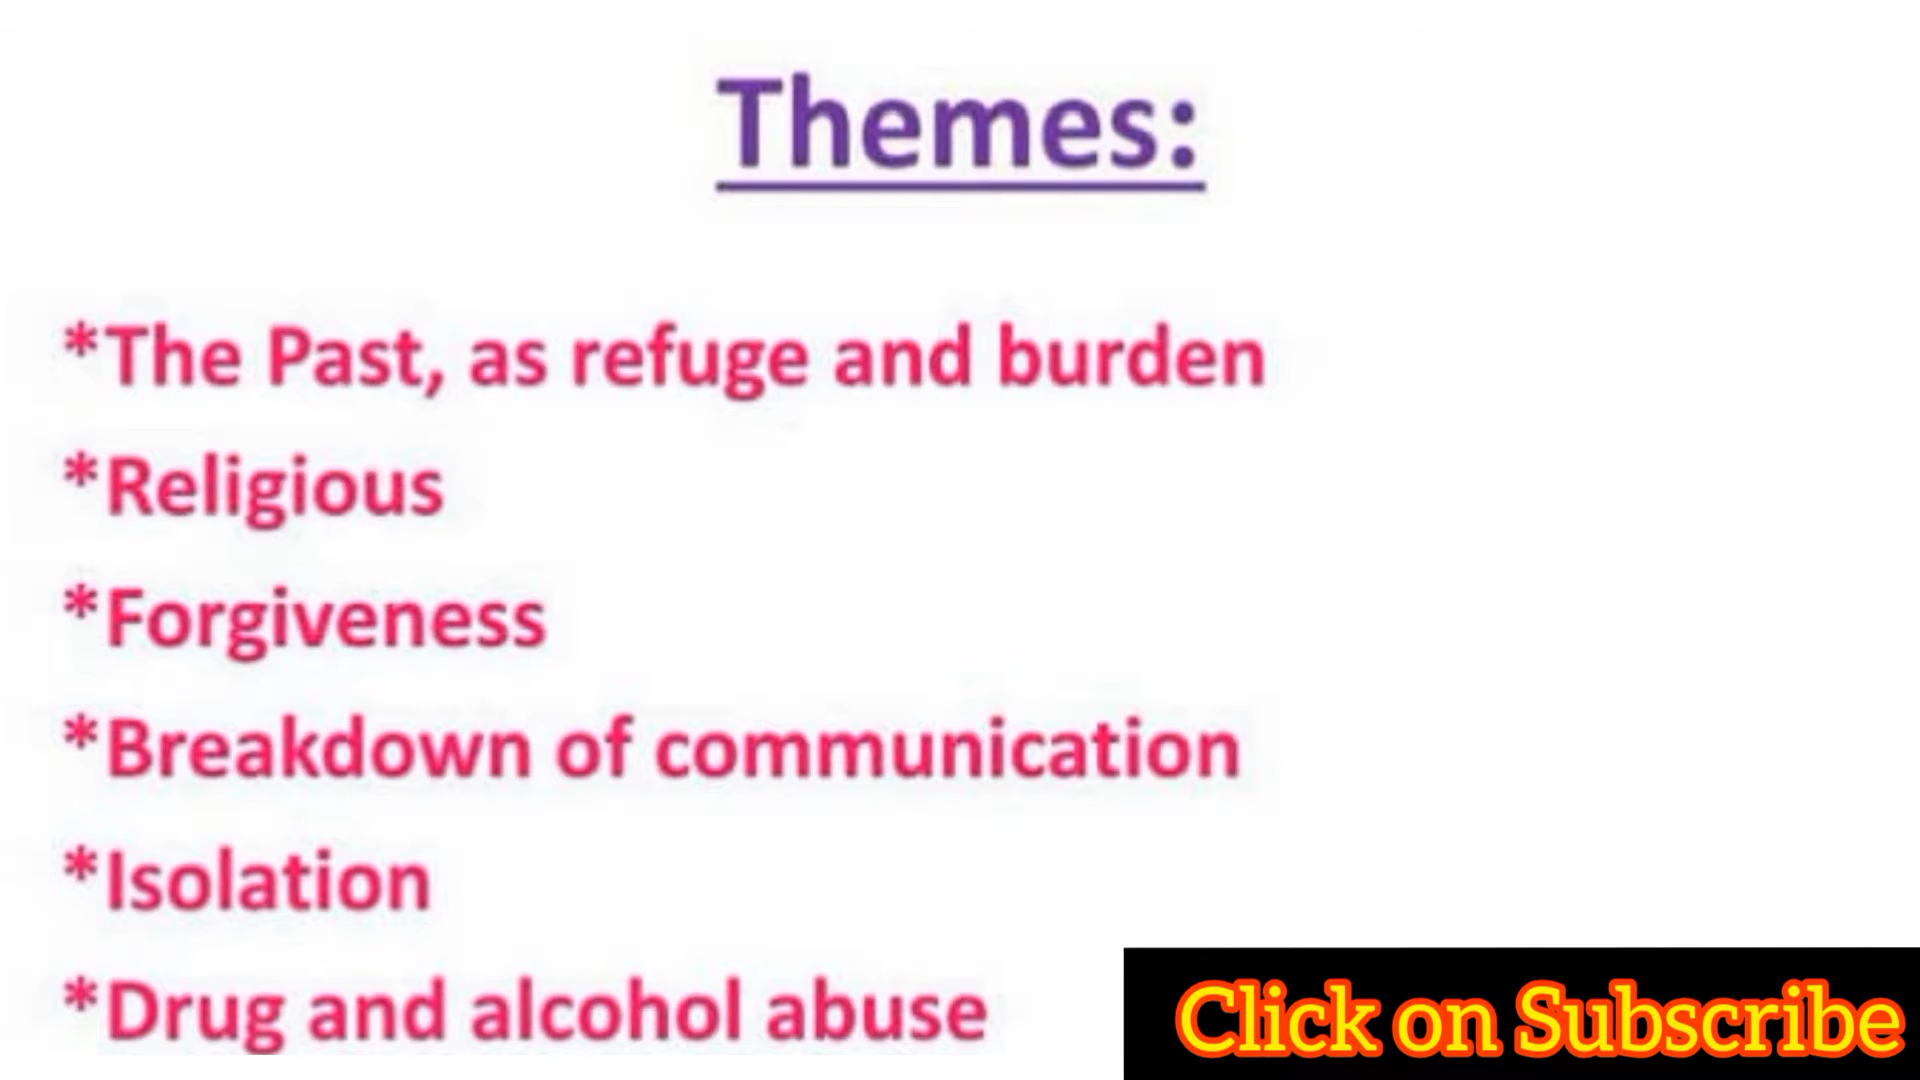 Themes:
*The Past, as refuge and burden
*Religious
*Forgiveness
*Breakdown of communication
*Isolation
*Drug and alcohol abuse
Click on Subscribe